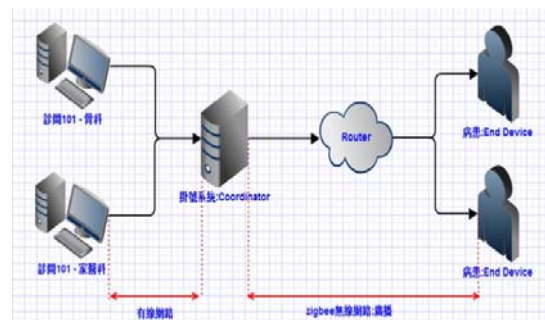 診間101 - 骨科
診間101 - 家醫科
掛號系統:Coordinator
Router
病患:End Device
病患:End Device
有線網路
zigbee無線網路:廣播